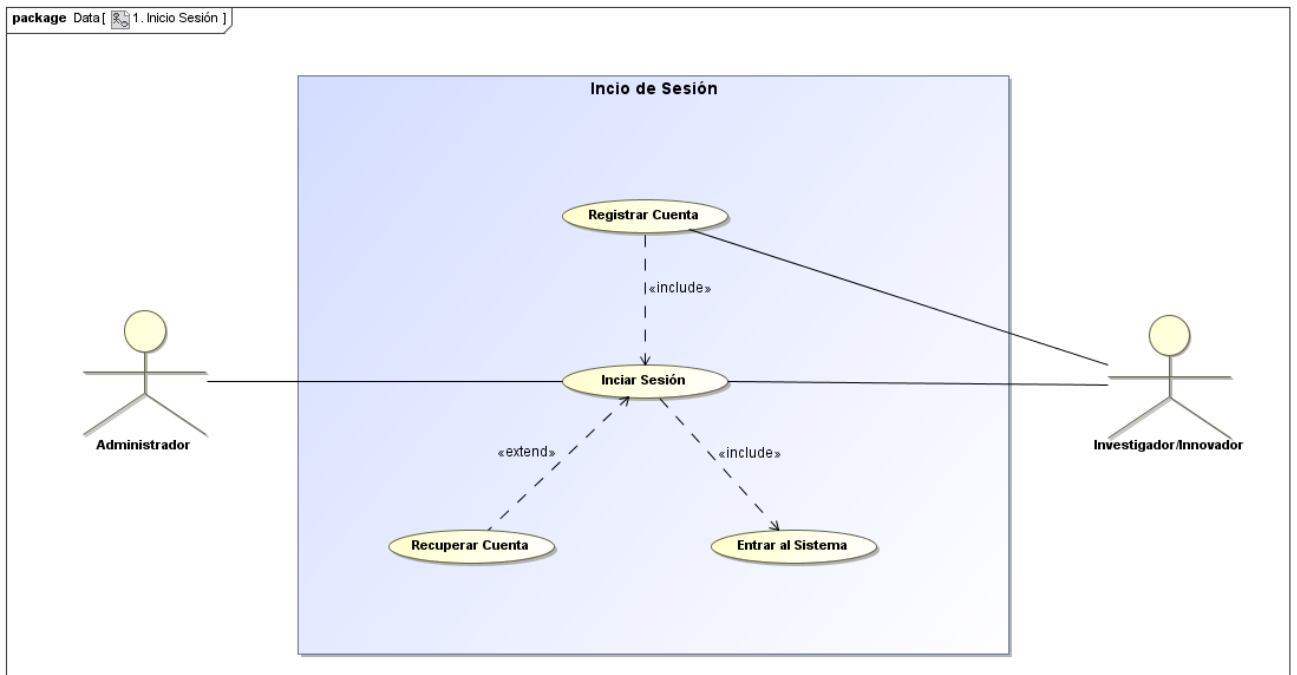 package Data[ 1. Inicio Sesión ]
Incio de Sesión
Registrar Cuenta
«include»
Inciar Sesión
Administrador
Investigador/Innovador
«extend»
«include»
Recuperar Cuenta
Entrar al Sistema